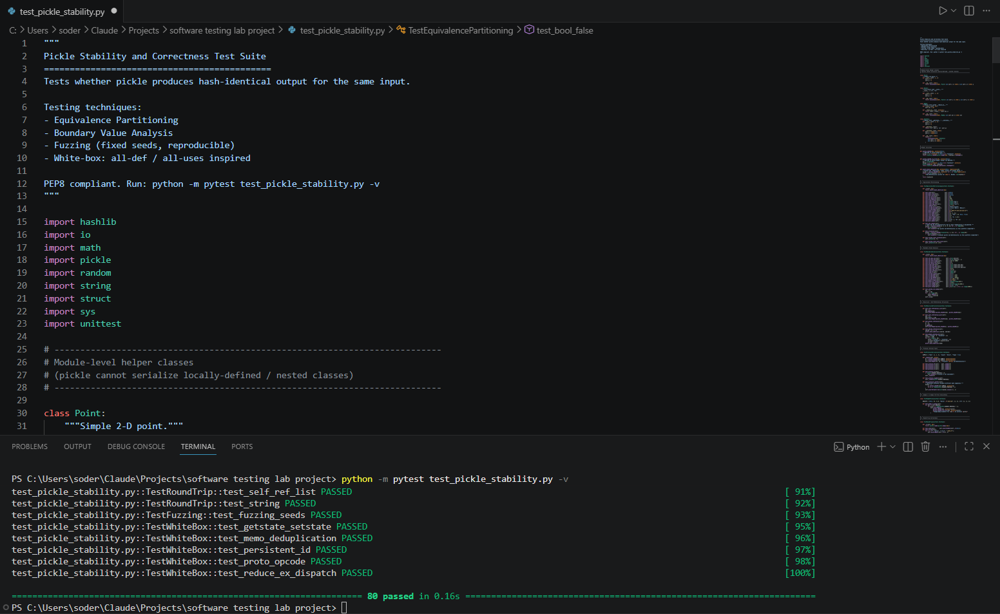 test_pickle_stability.py
C: > Users > soder > Claude > Projects > software testing lab project > test_pickle_stability.py > TestEquivalencePartitioning > test_bool_false
1 """
2 Pickle Stability and Correctness Test Suite
3 ============================================
4 Tests whether pickle produces hash-identical output for the same input.
5
6 Testing techniques:
7 - Equivalence Partitioning
8 - Boundary Value Analysis
9 - Fuzzing (fixed seeds, reproducible)
10 - White-box: all-def / all-uses inspired
11
12 PEP8 compliant. Run: python -m pytest test_pickle_stability.py -v
13 """
14
15 import hashlib
16 import io
17 import math
18 import pickle
19 import random
20 import string
21 import struct
22 import sys
23 import unittest
24
25 # ---------------------------------------------------------------------------
26 # Module-level helper classes
27 # (pickle cannot serialize locally-defined / nested classes)
28 # ---------------------------------------------------------------------------
29
30 class Point:
31 """Simple 2-D point."""
PROBLEMS OUTPUT DEBUG CONSOLE TERMINAL PORTS Python
PS C:\Users\soder\Claude\Projects\software testing lab project> python -m pytest test_pickle_stability.py -v
test_pickle_stability.py::TestRoundTrip::test_self_ref_list PASSED [ 91%]
test_pickle_stability.py::TestRoundTrip::test_string PASSED [ 92%]
test_pickle_stability.py::TestFuzzing::test_fuzzing_seeds PASSED [ 93%]
test_pickle_stability.py::TestWhiteBox::test_getstate_setstate PASSED [ 95%]
test_pickle_stability.py::TestWhiteBox::test_memo_deduplication PASSED [ 96%]
test_pickle_stability.py::TestWhiteBox::test_persistent_id PASSED [ 97%]
test_pickle_stability.py::TestWhiteBox::test_proto_opcode PASSED [ 98%]
test_pickle_stability.py::TestWhiteBox::test_reduce_ex_dispatch PASSED [100%]
==================================================================== 80 passed in 0.16s ====================================================================
PS C:\Users\soder\Claude\Projects\software testing lab project>